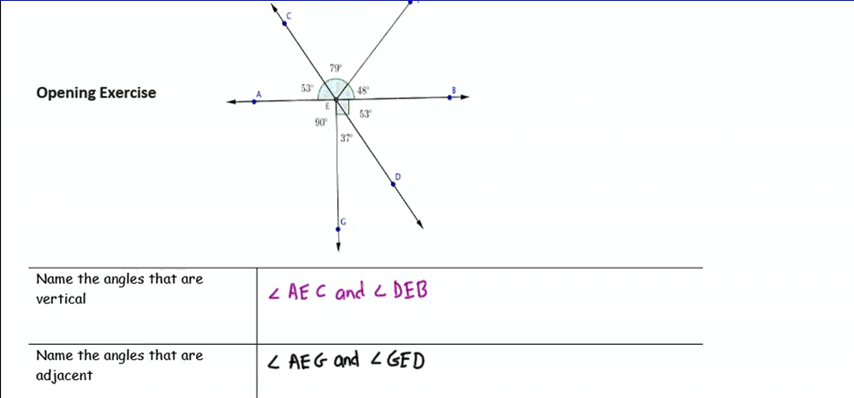 C
79°
53°
48°
Opening Exercise
A
B
E
53°
90°
37°
D
G
Name the angles that are
vertical
∠ AEC and ∠ DEB
Name the angles that are
adjacent
∠ AEG and ∠ GED